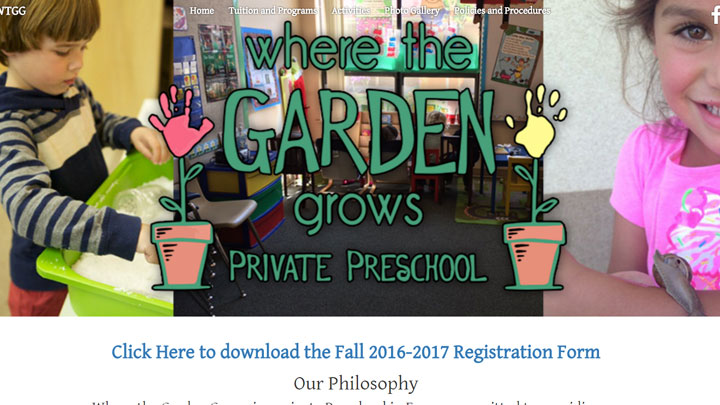 WTGG Home Tuition and Programs Activities Photo Gallery Policies and Procedures
where the
GARDEN
grows
PRIVATE PRESCHOOL
Click Here to download the Fall 2016-2017 Registration Form
Our Philosophy